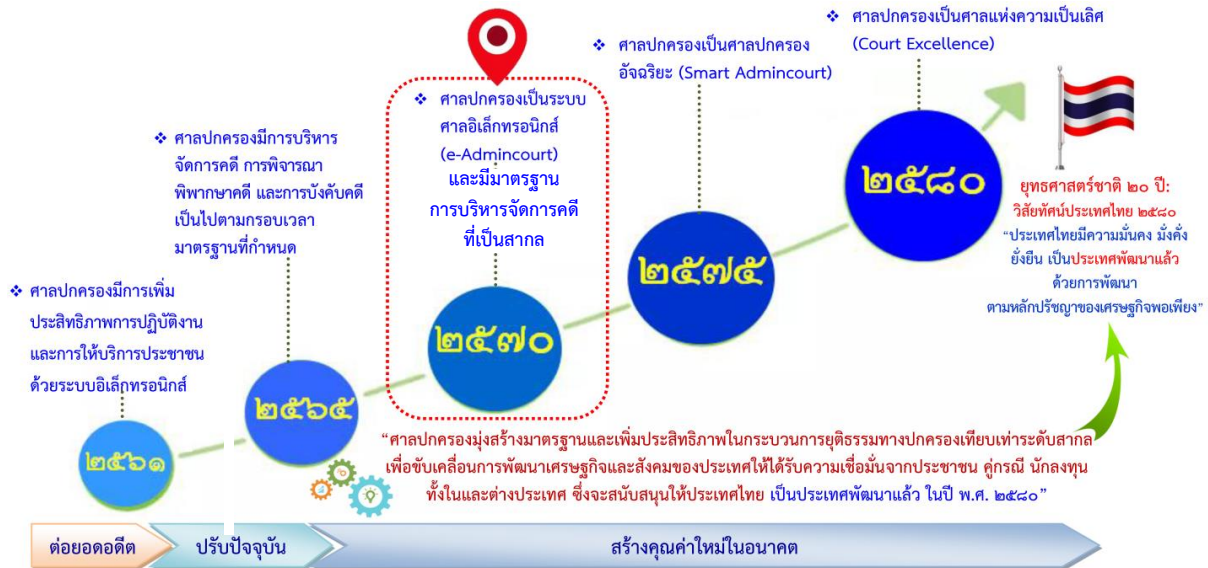 ❖ ศาลปกครองเป็นศาลแห่งความเป็นเลิศ
(Court Excellence)
❖ ศาลปกครองเป็นศาลปกครอง
อัจฉริยะ (Smart Admincourt)
❖ ศาลปกครองเป็นระบบ
ศาลอิเล็กทรอนิกส์
(e-Admincourt)
และมีมาตรฐาน
การบริหารจัดการคดี
ที่เป็นสากล
❖ ศาลปกครองมีการบริหาร
จัดการคดี การพิจารณา
พิพากษาคดี และการบังคับคดี
เป็นไปตามกรอบเวลา
มาตรฐานที่กำหนด
❖ ศาลปกครองมีการเพิ่ม
ประสิทธิภาพการปฏิบัติงาน
และการให้บริการประชาชน
ด้วยระบบอิเล็กทรอนิกส์
๒๕๖๑
๒๕๖๕
๒๕๗๐
๒๕๗๕
๒๕๘๐
ยุทธศาสตร์ชาติ ๒๐ ปี:
วิสัยทัศน์ประเทศไทย ๒๕๘๐
“ประเทศไทยมีความมั่นคง มั่งคั่ง
ยั่งยืน เป็นประเทศพัฒนาแล้ว
ด้วยการพัฒนา
ตามหลักปรัชญาของเศรษฐกิจพอเพียง”
“ศาลปกครองมุ่งสร้างมาตรฐานและเพิ่มประสิทธิภาพในกระบวนการยุติธรรมทางปกครองเทียบเท่าระดับสากล
เพื่อขับเคลื่อนการพัฒนาเศรษฐกิจและสังคมของประเทศให้ได้รับความเชื่อมั่นจากประชาชน คู่กรณี นักลงทุน
ทั้งในและต่างประเทศ ซึ่งจะสนับสนุนให้ประเทศไทย เป็นประเทศพัฒนาแล้ว ในปี พ.ศ. ๒๕๘๐”
ต่อยอดอดีต
ปรับปัจจุบัน
สร้างคุณค่าใหม่ในอนาคต